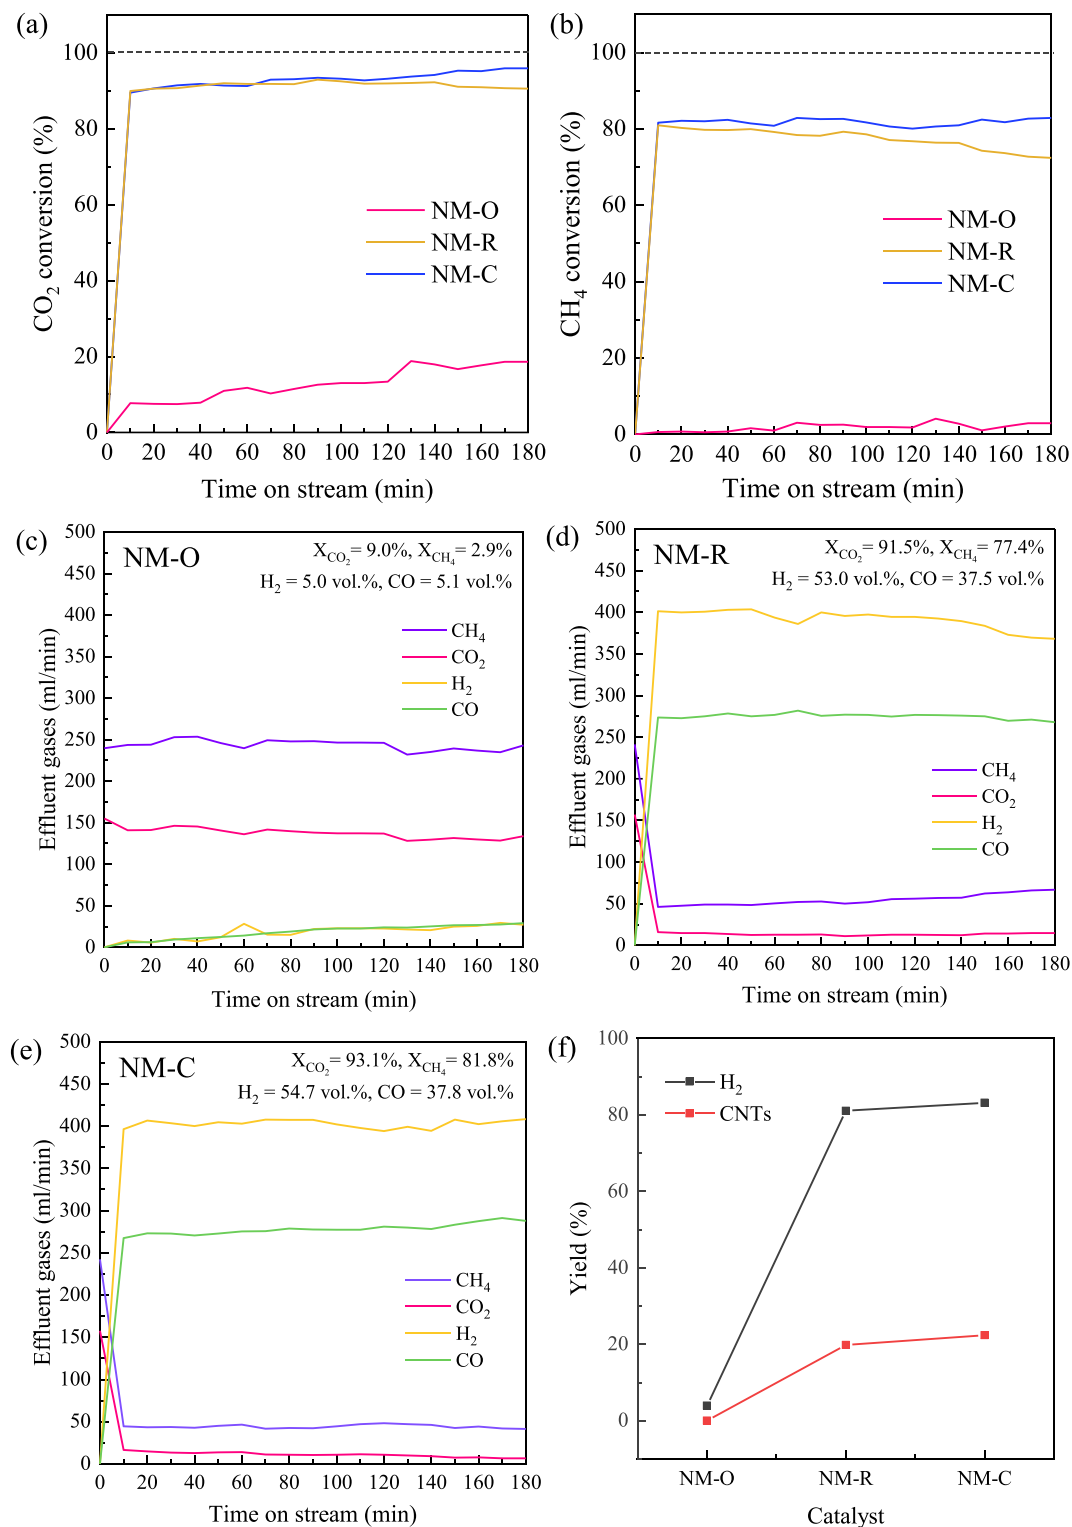 (a)
100
80
60
40
20
0
CO₂ conversion (%)
NM-O
NM-R
NM-C
0 20 40 60 80 100 120 140 160 180
Time on stream (min)
(b)
100
80
60
40
20
0
CH₄ conversion (%)
NM-O
NM-R
NM-C
0 20 40 60 80 100 120 140 160 180
Time on stream (min)
(c)
500
450
400
350
300
250
200
150
100
50
0
Effluent gases (ml/min)
NM-O
X_CO₂ = 9.0%, X_CH₄ = 2.9%
H₂ = 5.0 vol.%, CO = 5.1 vol.%
CH₄
CO₂
H₂
CO
0 20 40 60 80 100 120 140 160 180
Time on stream (min)
(d)
500
450
400
350
300
250
200
150
100
50
0
Effluent gases (ml/min)
NM-R
X_CO₂ = 91.5%, X_CH₄ = 77.4%
H₂ = 53.0 vol.%, CO = 37.5 vol.%
CH₄
CO₂
H₂
CO
0 20 40 60 80 100 120 140 160 180
Time on stream (min)
(e)
500
450
400
350
300
250
200
150
100
50
0
Effluent gases (ml/min)
NM-C
X_CO₂ = 93.1%, X_CH₄ = 81.8%
H₂ = 54.7 vol.%, CO = 37.8 vol.%
CH₄
CO₂
H₂
CO
0 20 40 60 80 100 120 140 160 180
Time on stream (min)
(f)
100
80
60
40
20
0
Yield (%)
H₂
CNTs
NM-O NM-R NM-C
Catalyst